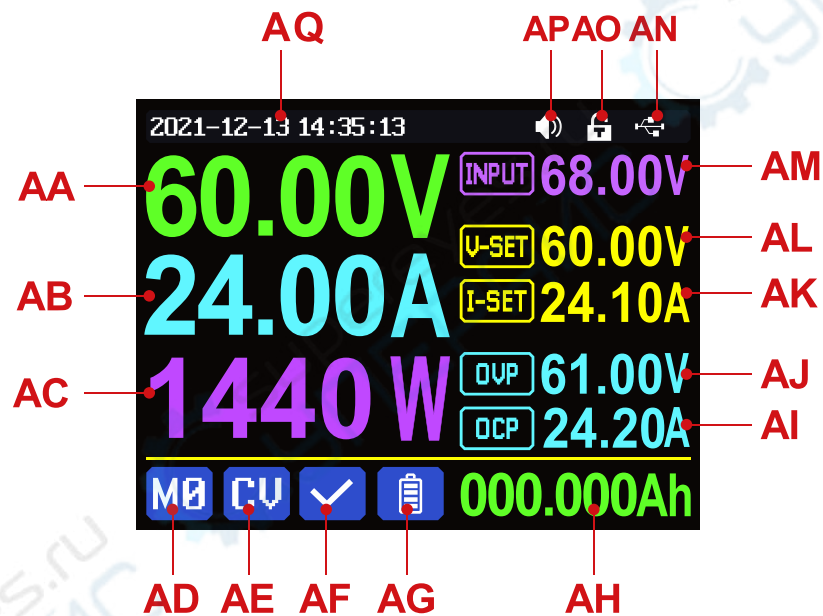 AQ AP AO AN
2021-12-13 14:35:13
AA 60.00V INPUT 68.00V AM
V-SET 60.00V AL
AB 24.00A I-SET 24.10A AK
AC 1440 W OVP 61.00V AJ
OCP 24.20A AI
M0 CV 000.000Ah
AD AE AF AG AH